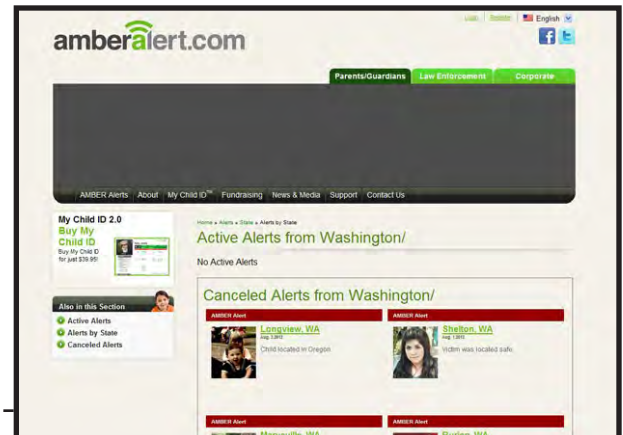 Login | Register | English
amberalert.com
Parents/Guardians Law Enforcement Corporate
AMBER Alerts About My Child ID™ Fundraising News & Media Support Contact Us
My Child ID 2.0
Buy My
Child ID
Buy My Child ID
for just $39.95!
Home » Alerts » State » Alerts by State
Active Alerts from Washington/
No Active Alerts
Also in this Section
Active Alerts
Alerts by State
Canceled Alerts
Canceled Alerts from Washington/
AMBER Alert AMBER Alert
Longview, WA Shelton, WA
Child located in Oregon. Victim was located safe.
AMBER Alert AMBER Alert